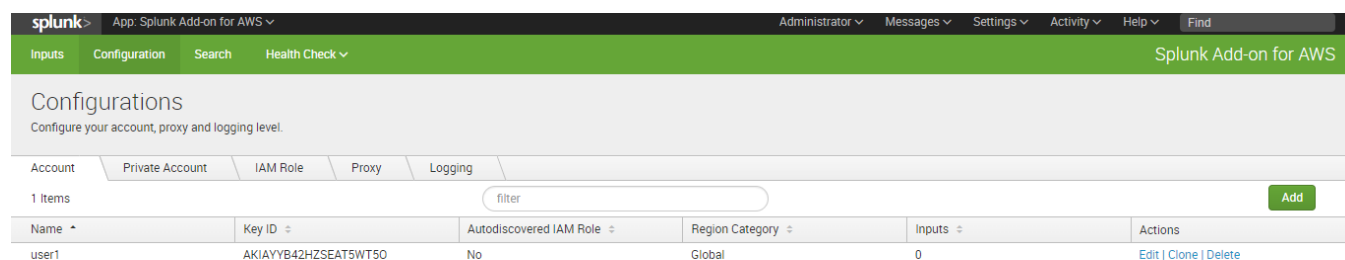 splunk> App: Splunk Add-on for AWS Administrator Messages Settings Activity Help Find
Inputs Configuration Search Health Check Splunk Add-on for AWS
Configurations
Configure your account, proxy and logging level.
Account Private Account IAM Role Proxy Logging
1 Items filter Add
Name Key ID Autodiscovered IAM Role Region Category Inputs Actions
user1 AKIAYYB42HZSEAT5WT5O No Global 0 Edit | Clone | Delete